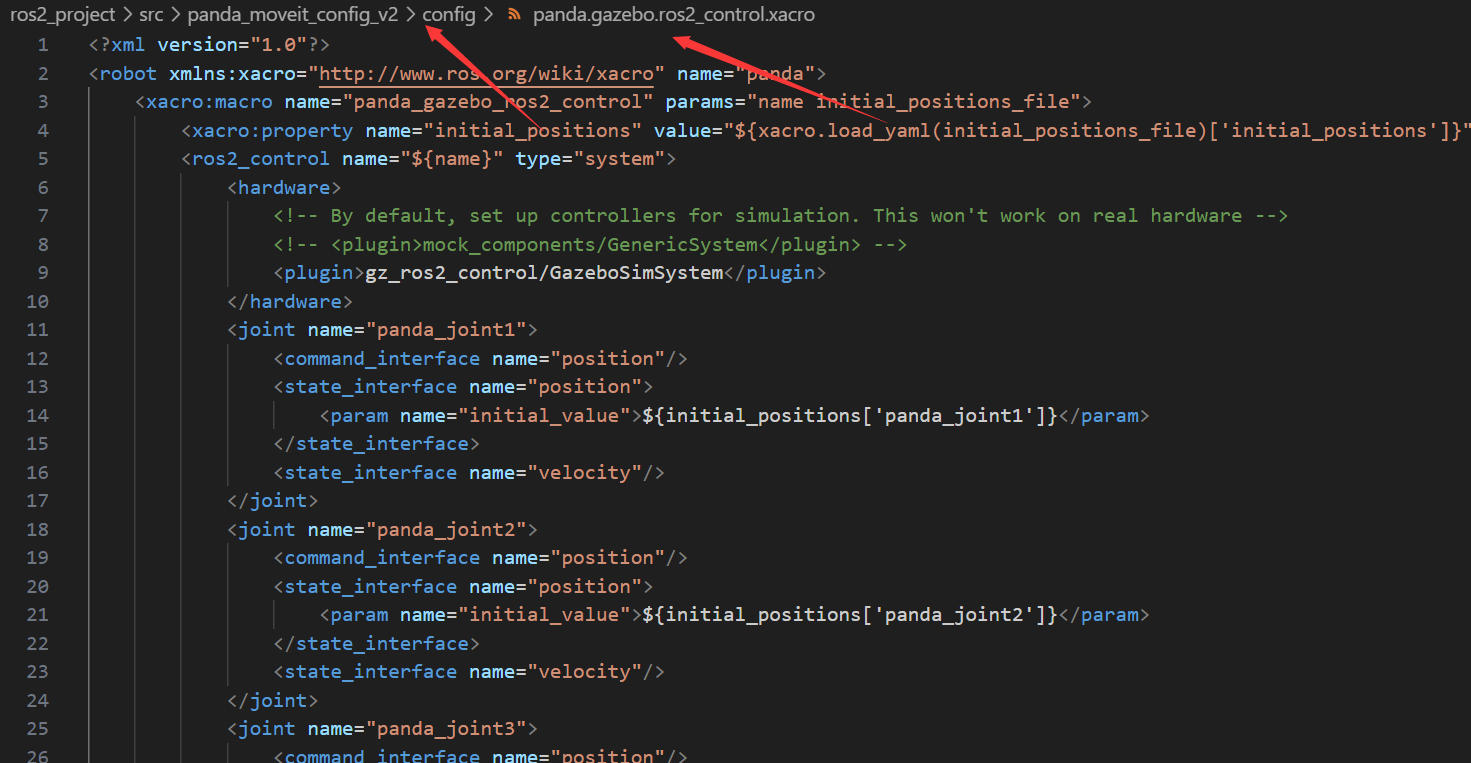 ros2_project > src > panda_moveit_config_v2 > config > panda.gazebo.ros2_control.xacro
1 <?xml version="1.0"?>
2 <robot xmlns:xacro="http://www.ros.org/wiki/xacro" name="panda">
3 <xacro:macro name="panda_gazebo_ros2_control" params="name initial_positions_file">
4 <xacro:property name="initial_positions" value="${xacro.load_yaml(initial_positions_file)['initial_positions']}"
5 <ros2_control name="${name}" type="system">
6 <hardware>
7 <!-- By default, set up controllers for simulation. This won't work on real hardware -->
8 <!-- <plugin>mock_components/GenericSystem</plugin> -->
9 <plugin>gz_ros2_control/GazeboSimSystem</plugin>
10 </hardware>
11 <joint name="panda_joint1">
12 <command_interface name="position"/>
13 <state_interface name="position">
14 <param name="initial_value">${initial_positions['panda_joint1']}</param>
15 </state_interface>
16 <state_interface name="velocity"/>
17 </joint>
18 <joint name="panda_joint2">
19 <command_interface name="position"/>
20 <state_interface name="position">
21 <param name="initial_value">${initial_positions['panda_joint2']}</param>
22 </state_interface>
23 <state_interface name="velocity"/>
24 </joint>
25 <joint name="panda_joint3">
26 <command_interface name="position"/>